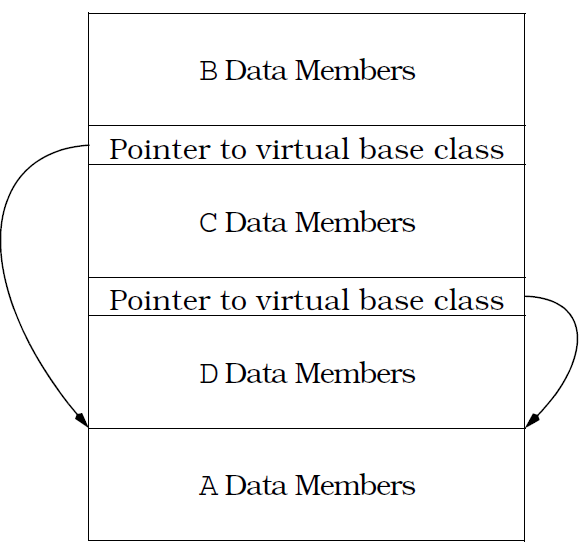 B Data Members
Pointer to virtual base class
C Data Members
Pointer to virtual base class
D Data Members
A Data Members